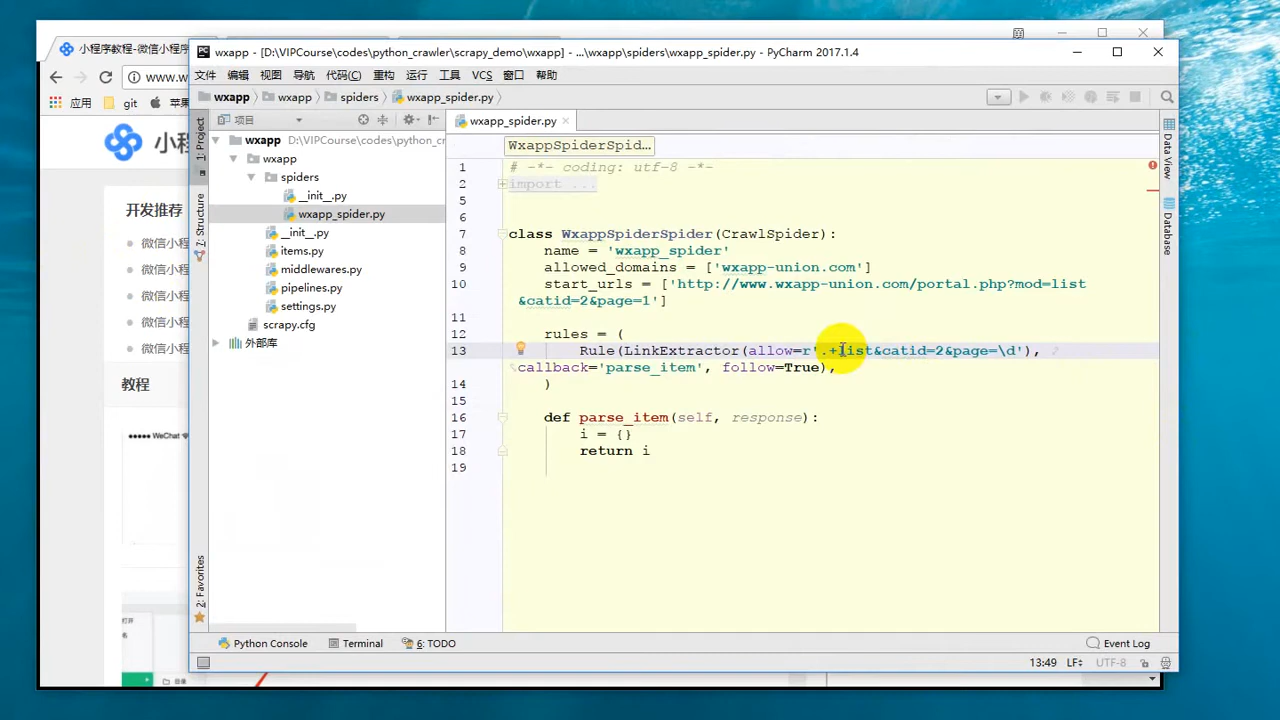 小程序教程-微信小程序
wxapp - [D:\VIPCourse\codes\python_crawler\scrapy_demo\wxapp] - ...\wxapp\spiders\wxapp_spider.py - PyCharm 2017.1.4
www.w
文件 编辑 视图 导航 代码(C) 重构 运行 工具 VCS 窗口 帮助
应用 git 苹果
wxapp wxapp spiders wxapp_spider.py
小程
项目
wxapp_spider.py
1: Project
7: Structure
2: Favorites
wxapp D:\VIPCourse\codes\python_cr
wxapp
spiders
__init__.py
wxapp_spider.py
__init__.py
items.py
middlewares.py
pipelines.py
settings.py
scrapy.cfg
外部库
开发推荐
微信小程
微信小程
微信小程
微信小程
教程
WeChat
打开
目录
WxappSpiderSpid...
1 # -*- coding: utf-8 -*-
2 import ...
5
6
7 class WxappSpiderSpider(CrawlSpider):
8 name = 'wxapp_spider'
9 allowed_domains = ['wxapp-union.com']
10 start_urls = ['http://www.wxapp-union.com/portal.php?mod=list
&catid=2&page=1']
11
12 rules = (
13 Rule(LinkExtractor(allow=r'.+list&catid=2&page=\d'),
callback='parse_item', follow=True),
14 )
15
16 def parse_item(self, response):
17 i = {}
18 return i
19
Data View
Database
Python Console Terminal 6: TODO Event Log
13:49 LF UTF-8